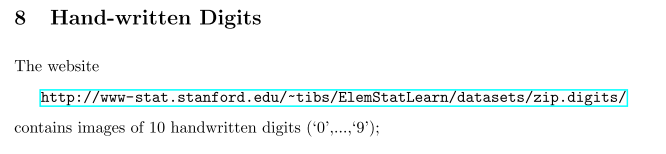 8 Hand-written Digits
The website
http://www-stat.stanford.edu/~tibs/ElemStatLearn/datasets/zip.digits/
contains images of 10 handwritten digits (‘0’,...,‘9’);